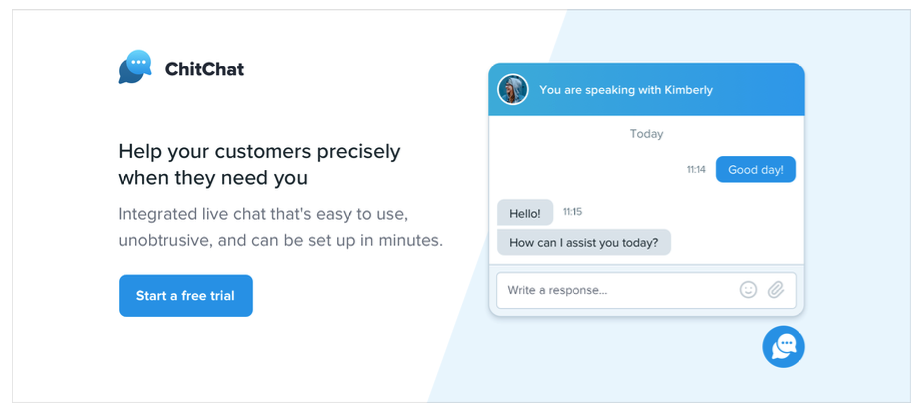 ChitChat
Help your customers precisely
when they need you
Integrated live chat that's easy to use,
unobtrusive, and can be set up in minutes.
Start a free trial
You are speaking with Kimberly
Today
11:14 Good day!
Hello! 11:15
How can I assist you today?
Write a response...